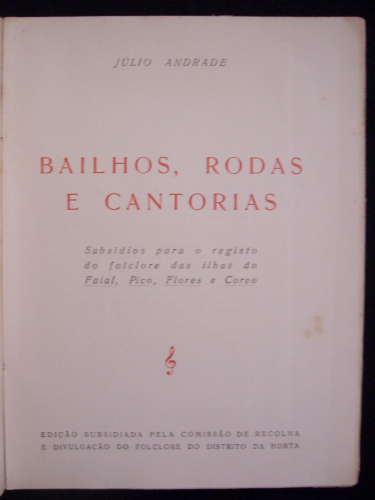 JÚLIO ANDRADE
BAILHOS, RODAS
E CANTORIAS
Subsídios para o registo
do folclore das ilhas do
Faial, Pico, Flores e Corvo
EDIÇÃO SUBSIDIADA PELA COMISSÃO DE RECOLHA
E DIVULGAÇÃO DO FOLCLORE DO DISTRITO DA HORTA